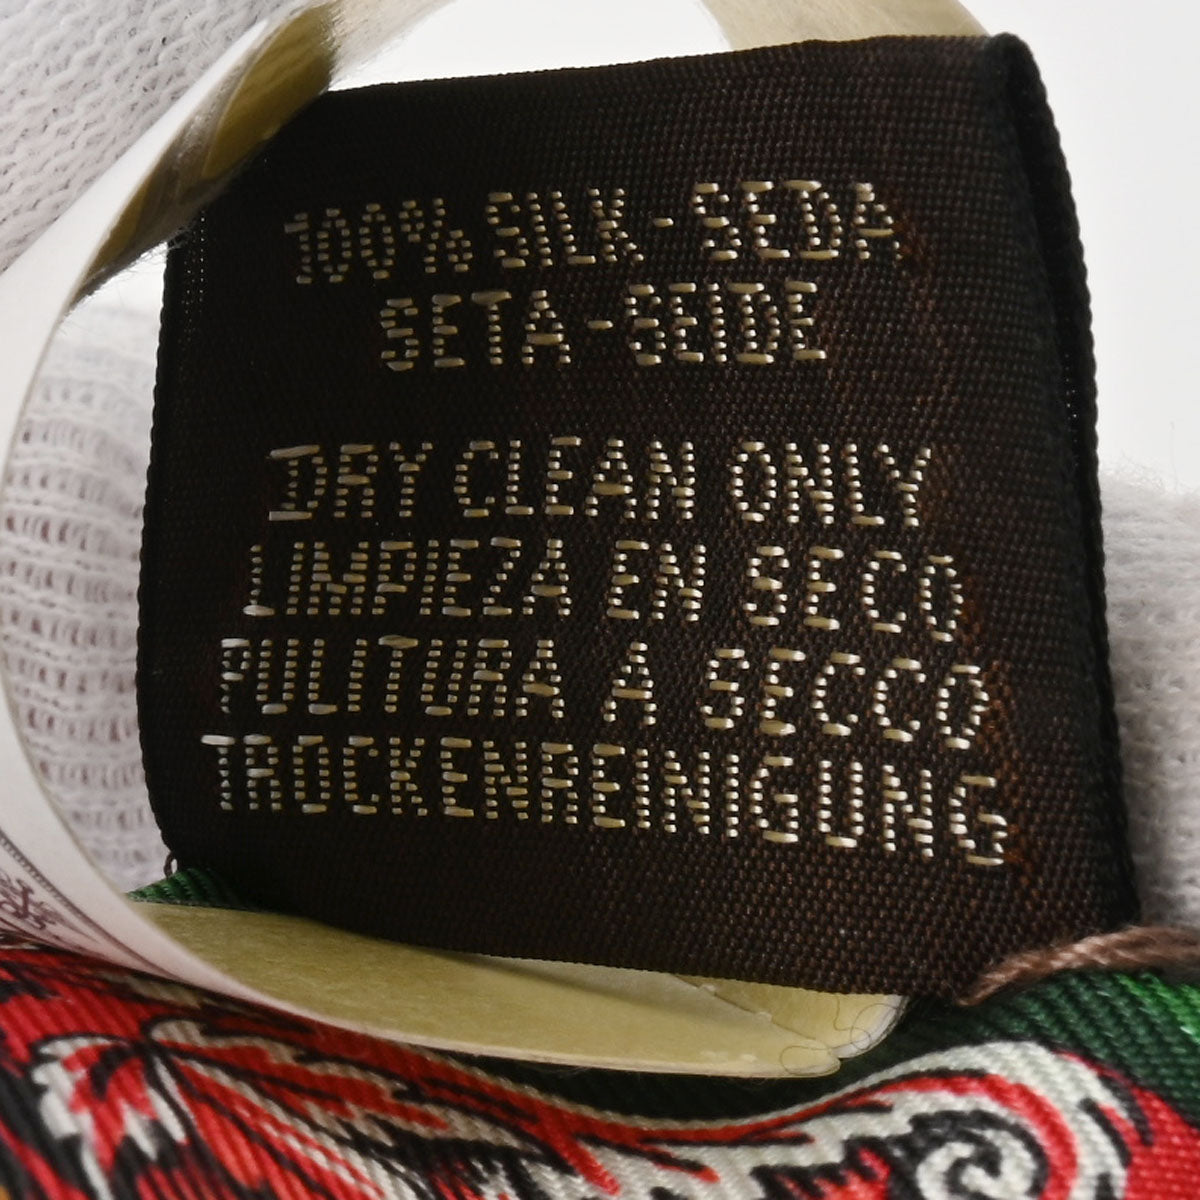 100% SILK - SEDA
SETA - SEIDE
DRY CLEAN ONLY
LIMPIEZA EN SECO
PULITURA A SECCO
TROCKENREINIGUNG